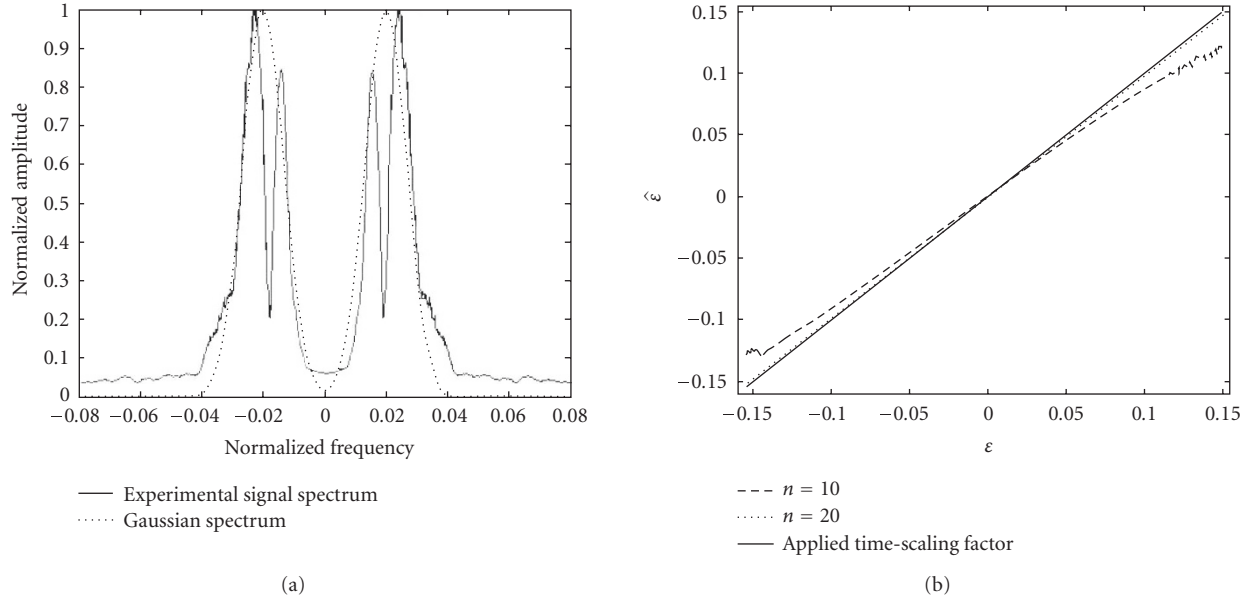 1
0.9
0.8
0.7
0.6
0.5
0.4
0.3
0.2
0.1
0
Normalized amplitude
−0.08 −0.06 −0.04 −0.02 0 0.02 0.04 0.06 0.08
Normalized frequency
Experimental signal spectrum
Gaussian spectrum
(a)
0.15
0.1
0.05
0
−0.05
−0.1
−0.15
ε̂
−0.15 −0.1 −0.05 0 0.05 0.1 0.15
ε
n = 10
n = 20
Applied time-scaling factor
(b)